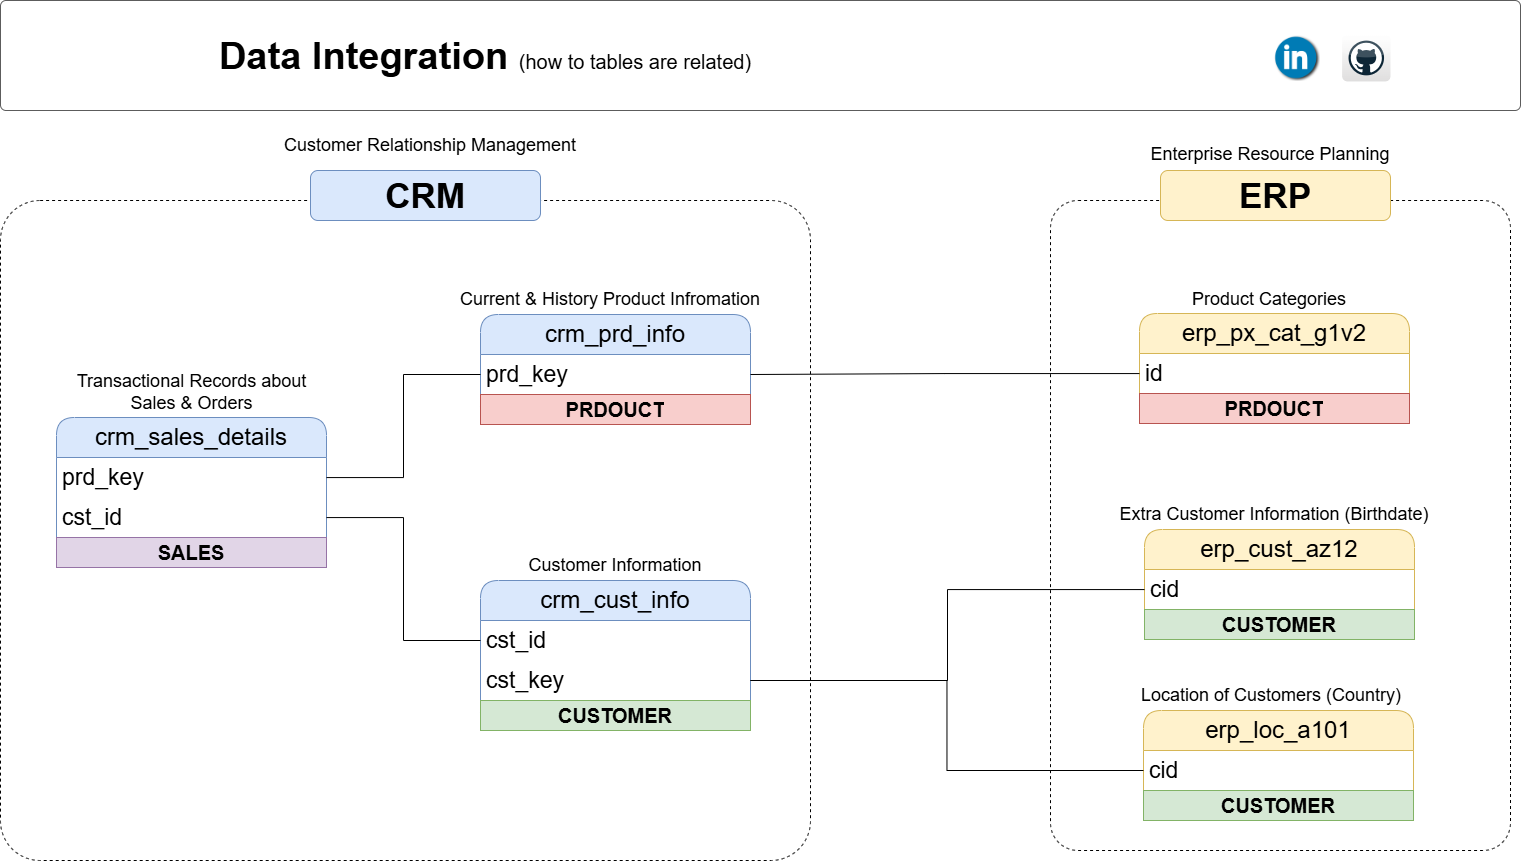 Data Integration (how to tables are related)
in
Customer Relationship Management
CRM
Enterprise Resource Planning
ERP
Transactional Records about
Sales & Orders
crm_sales_details
prd_key
cst_id
SALES
Current & History Product Infromation
crm_prd_info
prd_key
PRDOUCT
Customer Information
crm_cust_info
cst_id
cst_key
CUSTOMER
Product Categories
erp_px_cat_g1v2
id
PRDOUCT
Extra Customer Information (Birthdate)
erp_cust_az12
cid
CUSTOMER
Location of Customers (Country)
erp_loc_a101
cid
CUSTOMER